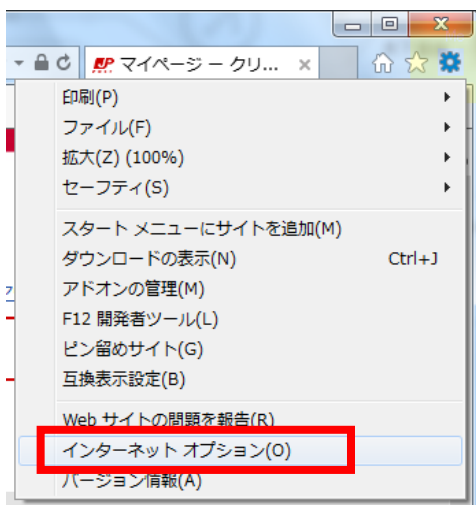 JP マイページ – クリ...
印刷(P)
ファイル(F)
拡大(Z) (100%)
セーフティ(S)
スタート メニューにサイトを追加(M)
ダウンロードの表示(N) Ctrl+J
アドオンの管理(M)
F12 開発者ツール(L)
ピン留めサイト(G)
互換表示設定(B)
Web サイトの問題を報告(R)
インターネット オプション(O)
バージョン情報(A)